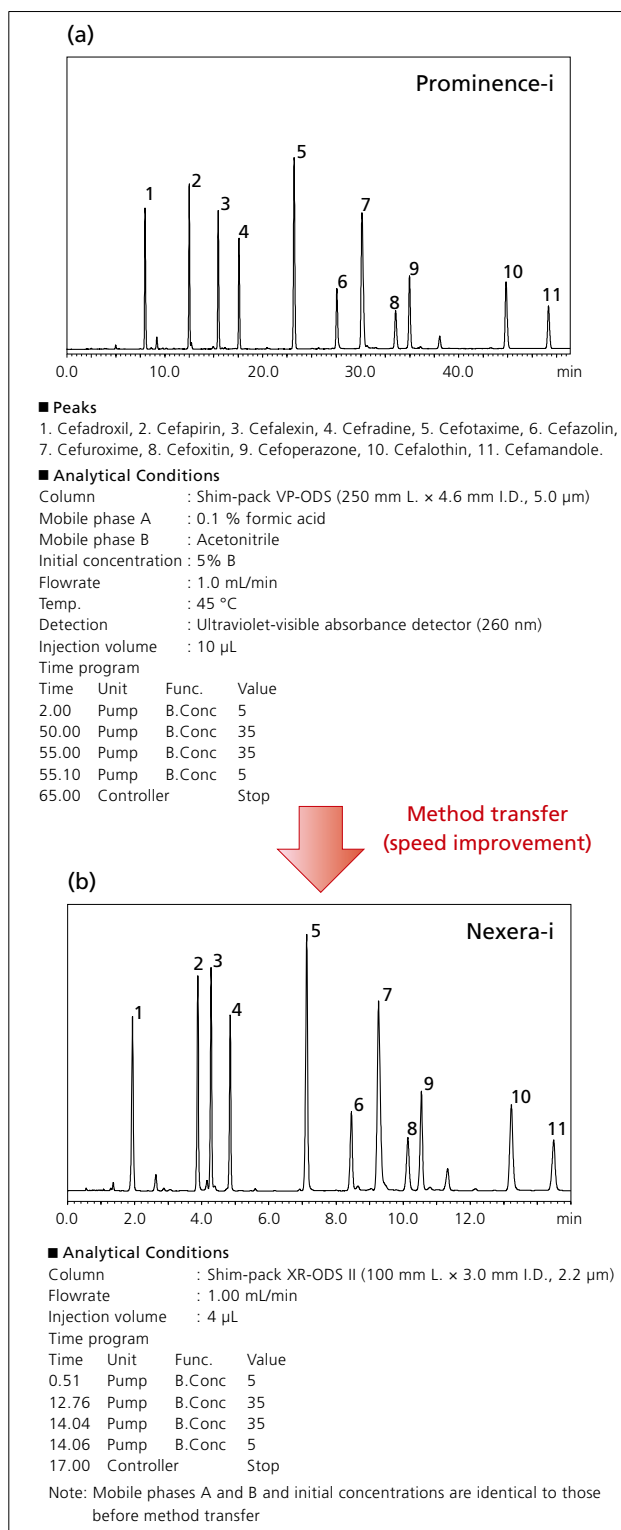 (a)
Prominence-i
1
2
3
4
5
6
7
8
9
10
11
0.0 10.0 20.0 30.0 40.0 min
■ Peaks
1. Cefadroxil, 2. Cefapirin, 3. Cefalexin, 4. Cefradine, 5. Cefotaxime, 6. Cefazolin,
7. Cefuroxime, 8. Cefoxitin, 9. Cefoperazone, 10. Cefalothin, 11. Cefamandole.
■ Analytical Conditions
Column : Shim-pack VP-ODS (250 mm L. × 4.6 mm I.D., 5.0 µm)
Mobile phase A : 0.1 % formic acid
Mobile phase B : Acetonitrile
Initial concentration : 5% B
Flowrate : 1.0 mL/min
Temp. : 45 °C
Detection : Ultraviolet-visible absorbance detector (260 nm)
Injection volume : 10 µL
Time program
Time Unit Func. Value
2.00 Pump B.Conc 5
50.00 Pump B.Conc 35
55.00 Pump B.Conc 35
55.10 Pump B.Conc 5
65.00 Controller Stop
Method transfer
(speed improvement)
(b)
Nexera-i
1
2
3
4
5
6
7
8
9
10
11
0.0 2.0 4.0 6.0 8.0 10.0 12.0 min
■ Analytical Conditions
Column : Shim-pack XR-ODS II (100 mm L. × 3.0 mm I.D., 2.2 µm)
Flowrate : 1.00 mL/min
Injection volume : 4 µL
Time program
Time Unit Func. Value
0.51 Pump B.Conc 5
12.76 Pump B.Conc 35
14.04 Pump B.Conc 35
14.06 Pump B.Conc 5
17.00 Controller Stop
Note: Mobile phases A and B and initial concentrations are identical to those
before method transfer